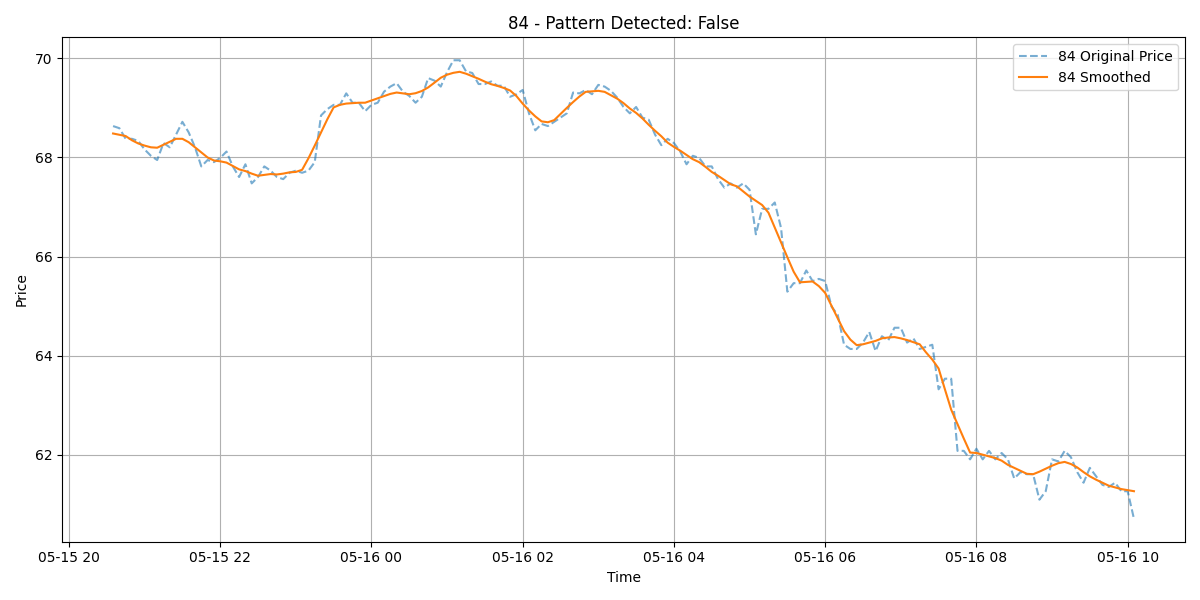 84 - Pattern Detected: False
84 Original Price
84 Smoothed
Price
70
68
66
64
62
05-15 20 05-15 22 05-16 00 05-16 02 05-16 04 05-16 06 05-16 08 05-16 10
Time